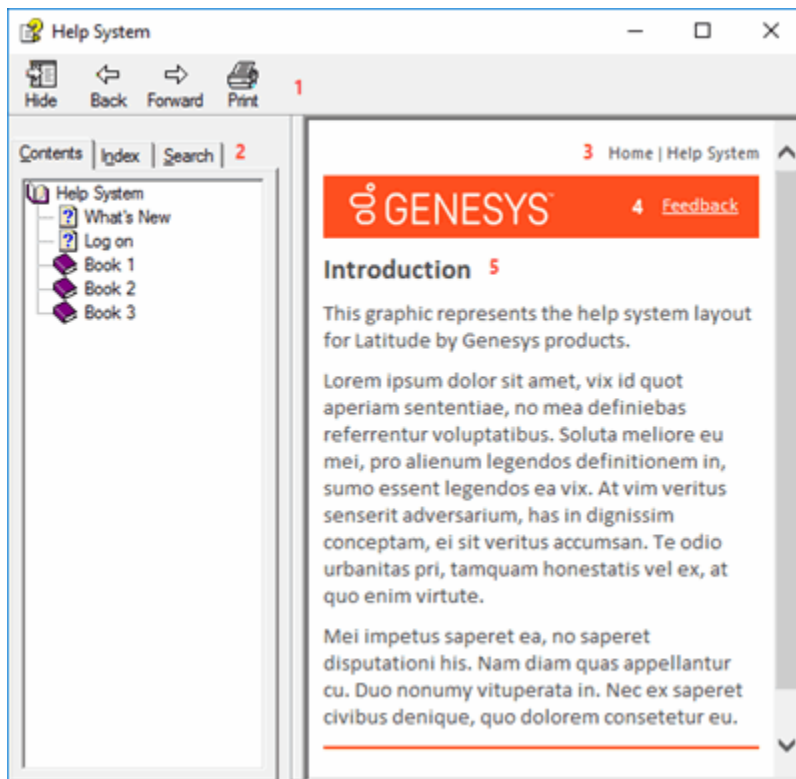 Help System
Hide Back Forward Print 1
Contents Index Search 2
Help System
What's New
Log on
Book 1
Book 2
Book 3
3 Home | Help System
GENESYS™ 4 Feedback
Introduction 5
This graphic represents the help system layout
for Latitude by Genesys products.
Lorem ipsum dolor sit amet, vix id quot
aperiam sententiae, no mea definiebas
referrentur voluptatibus. Soluta meliore eu
mei, pro alienum legendos definitionem in,
sumo essent legendos ea vix. At vim veritus
senserit adversarium, has in dignissim
conceptam, ei sit veritus accumsan. Te odio
urbanitas pri, tamquam honestatis vel ex, at
quo enim virtute.
Mei impetus saperet ea, no saperet
disputationi his. Nam diam quas appellantur
cu. Duo nonumy vituperata in. Nec ex saperet
civibus denique, quo dolorem consetetur eu.